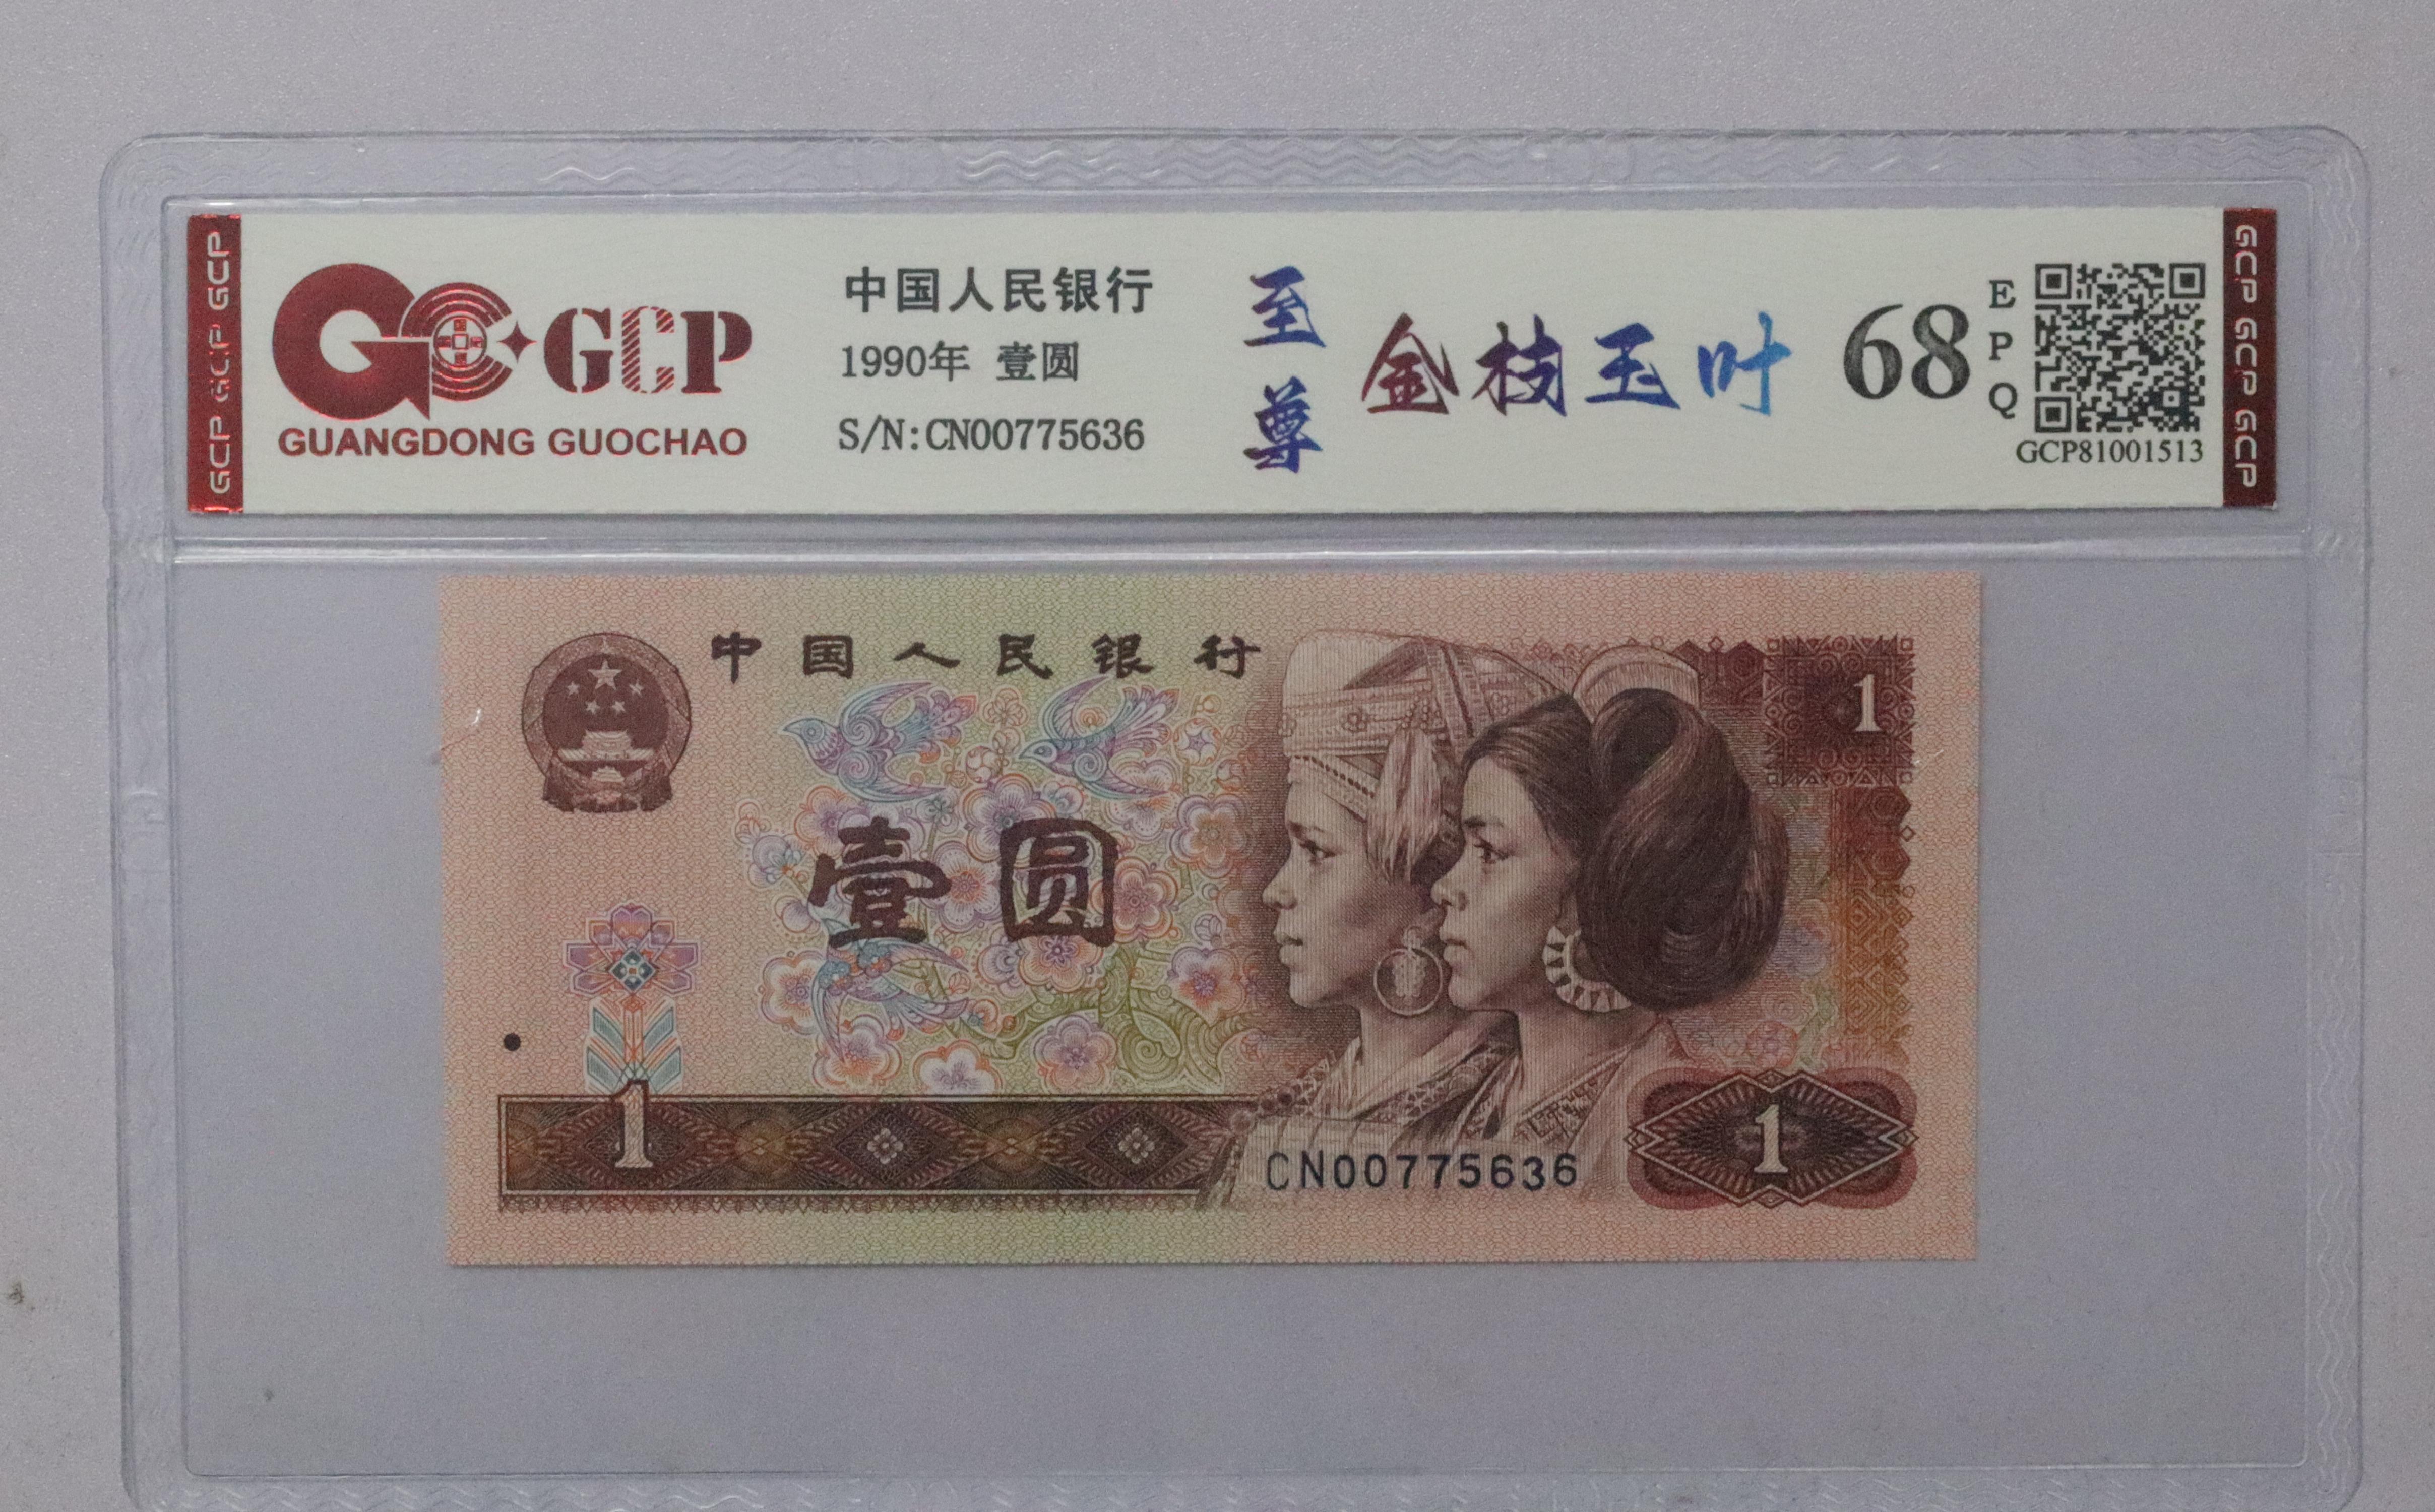 GCP GCP GCP
GCP
GUANGDONG GUOCHAO
中国人民银行
1990年 壹圆
S/N:CN00775636
至尊
金枝玉叶
68
EPQ
GCP81001513
GCP GCP GCP
中国人民银行
1
壹圆
1
CN00775636
1